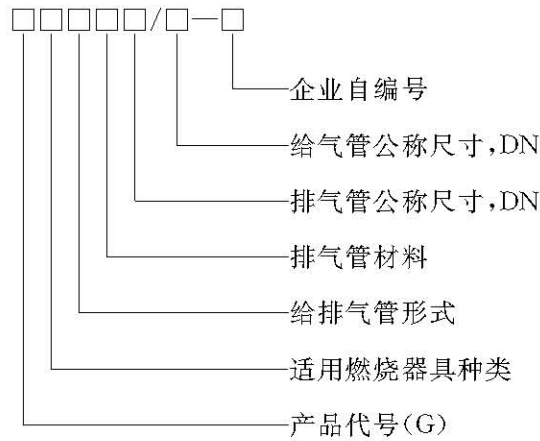 □□□□□/□—□
企业自编号
给气管公称尺寸,DN
排气管公称尺寸,DN
排气管材料
给排气管形式
适用燃烧器具种类
产品代号(G)